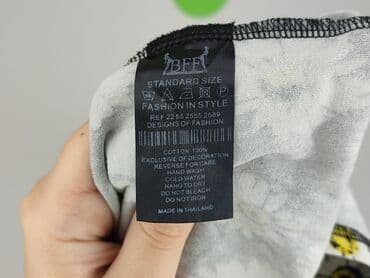 BFF
STANDARD SIZE
FASHION IN STYLE
REF 2255 2555 2589
DESIGNS OF FASHION
COTTON 100%
EXCLUSIVE OF DECORATION
REVERSE FOR CARE
HAND WASH
COLD WATER
HANG TO DRY
DO NOT BLEACH
DO NOT IRON
MADE IN THAILAND